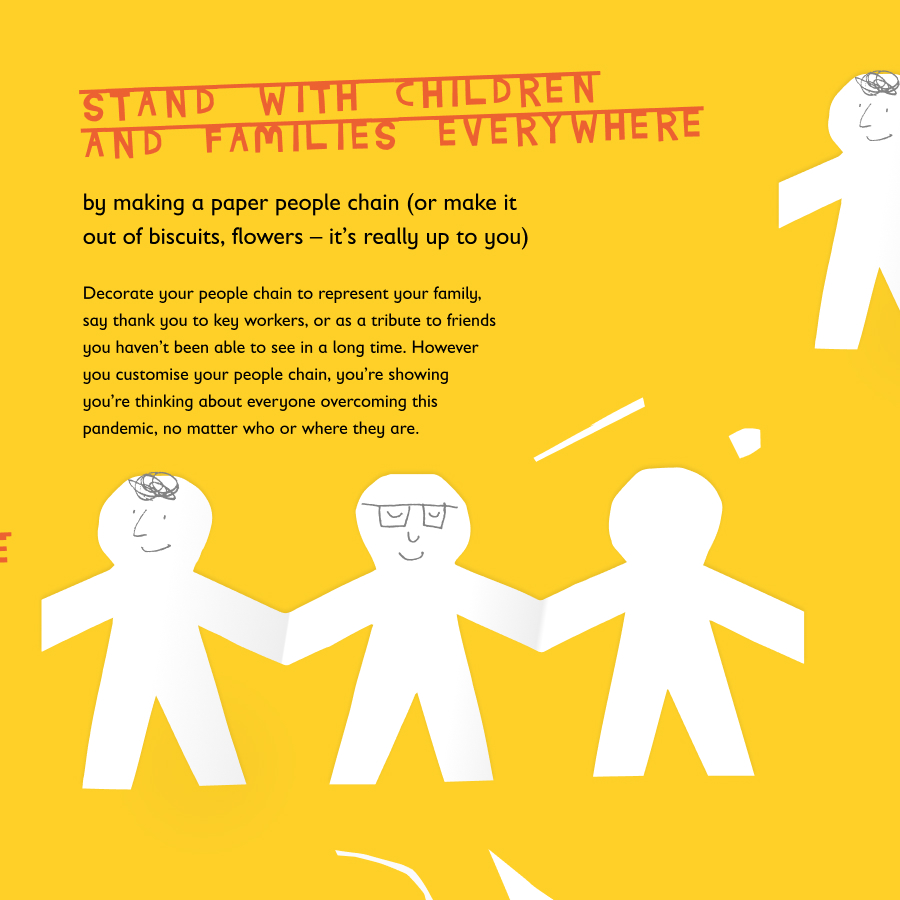 STAND WITH CHILDREN
AND FAMILIES EVERYWHERE
by making a paper people chain (or make it
out of biscuits, flowers – it's really up to you)
Decorate your people chain to represent your family,
say thank you to key workers, or as a tribute to friends
you haven't been able to see in a long time. However
you customise your people chain, you're showing
you're thinking about everyone overcoming this
pandemic, no matter who or where they are.